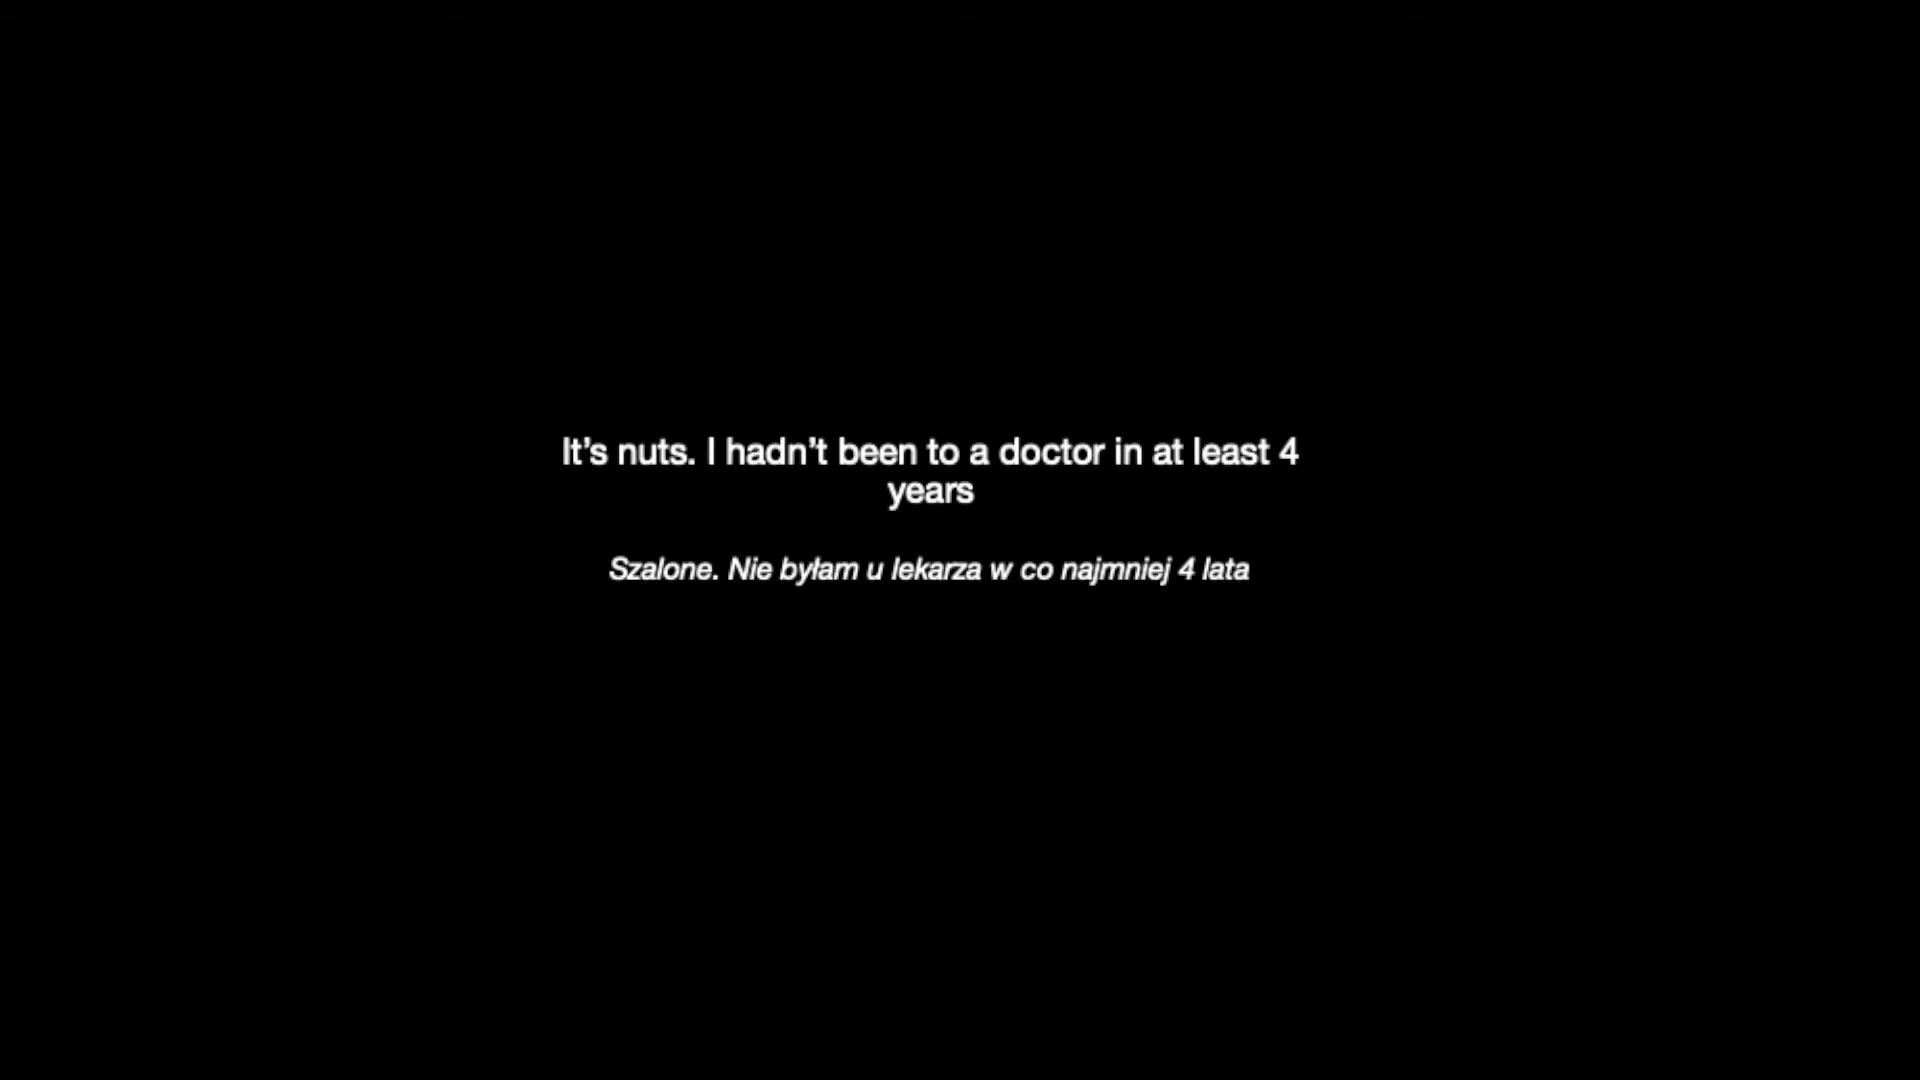 It’s nuts. I hadn’t been to a doctor in at least 4
years
Szalone. Nie byłam u lekarza w co najmniej 4 lata